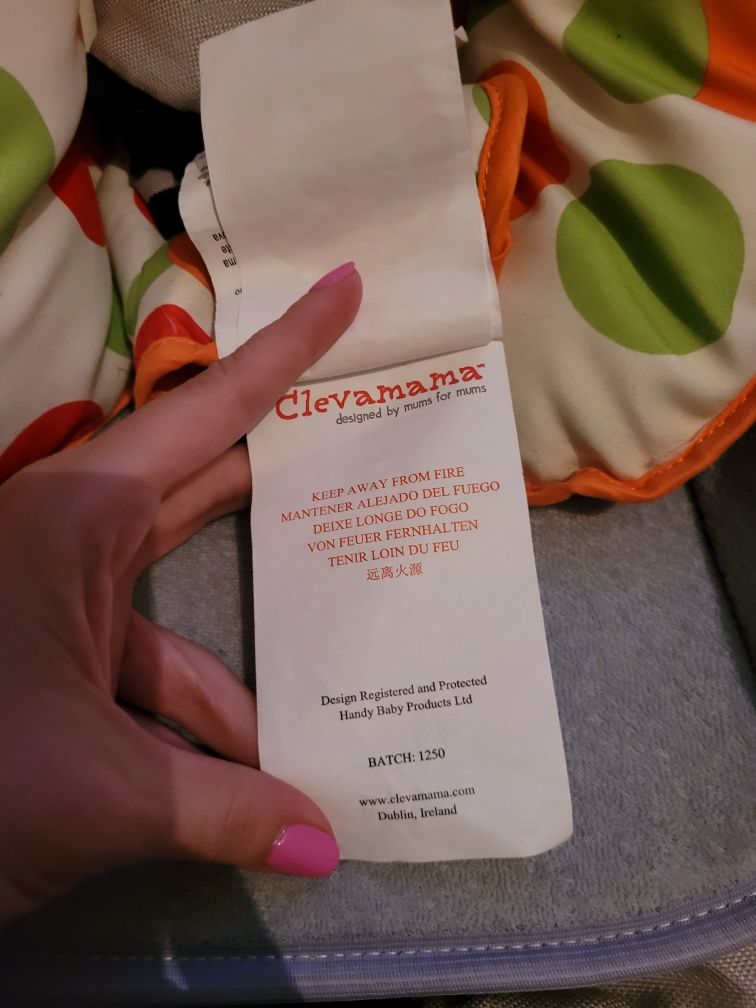 Clevamama™
designed by mums for mums
KEEP AWAY FROM FIRE
MANTENER ALEJADO DEL FUEGO
DEIXE LONGE DO FOGO
VON FEUER FERNHALTEN
TENIR LOIN DU FEU
远离火源
Design Registered and Protected
Handy Baby Products Ltd
BATCH: 1250
www.clevamama.com
Dublin, Ireland